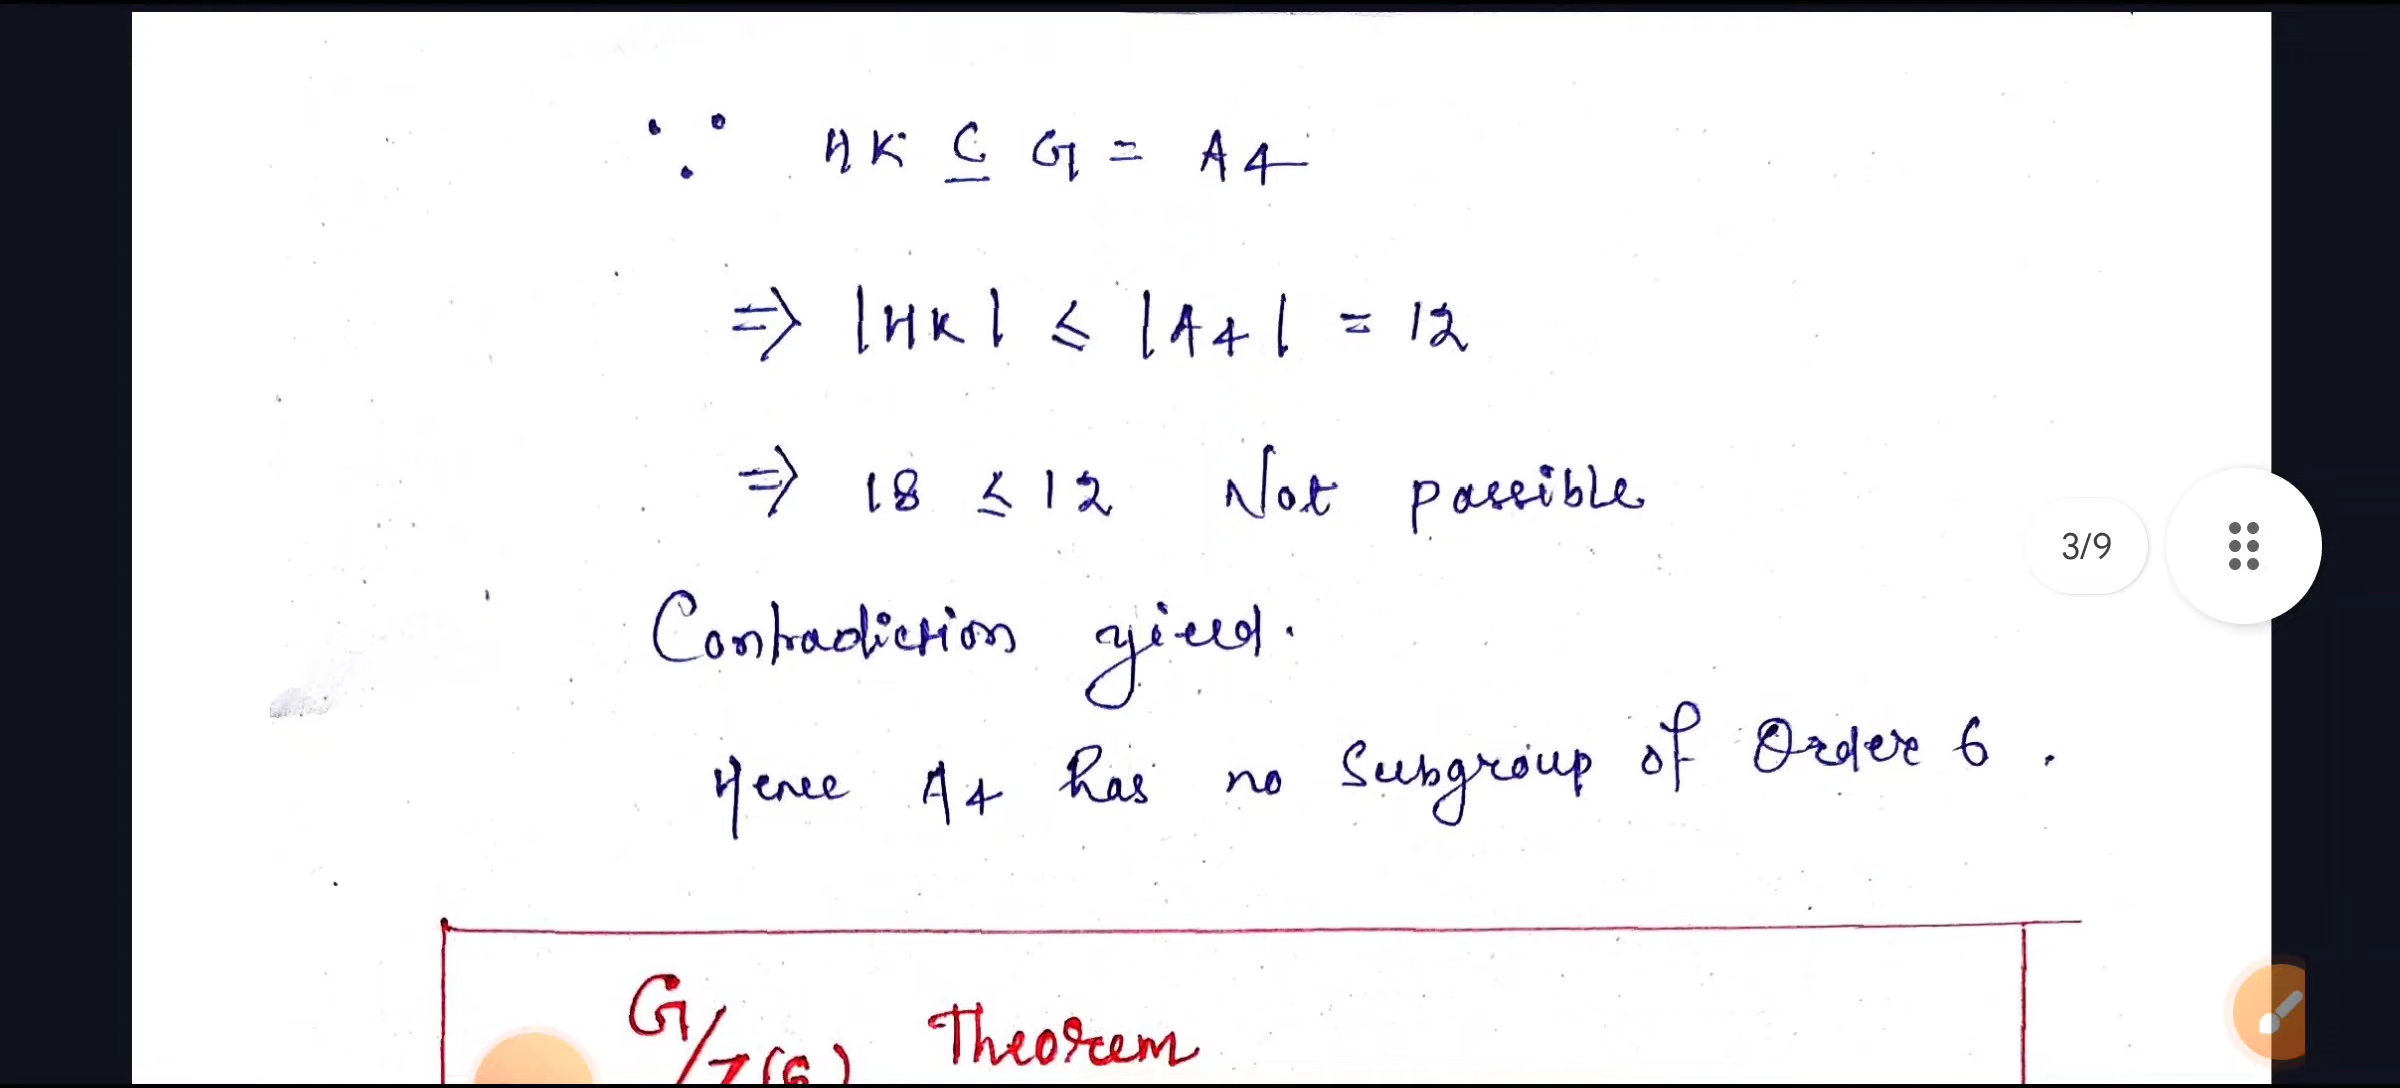 ∵ HK ⊆ G = A4
⇒ |HK| ≤ |A4| = 12
⇒ 18 ≤ 12 Not possible
3/9
Contradiction yield.
Hence A4 has no Subgroup of Order 6.
G/Z(G) Theorem